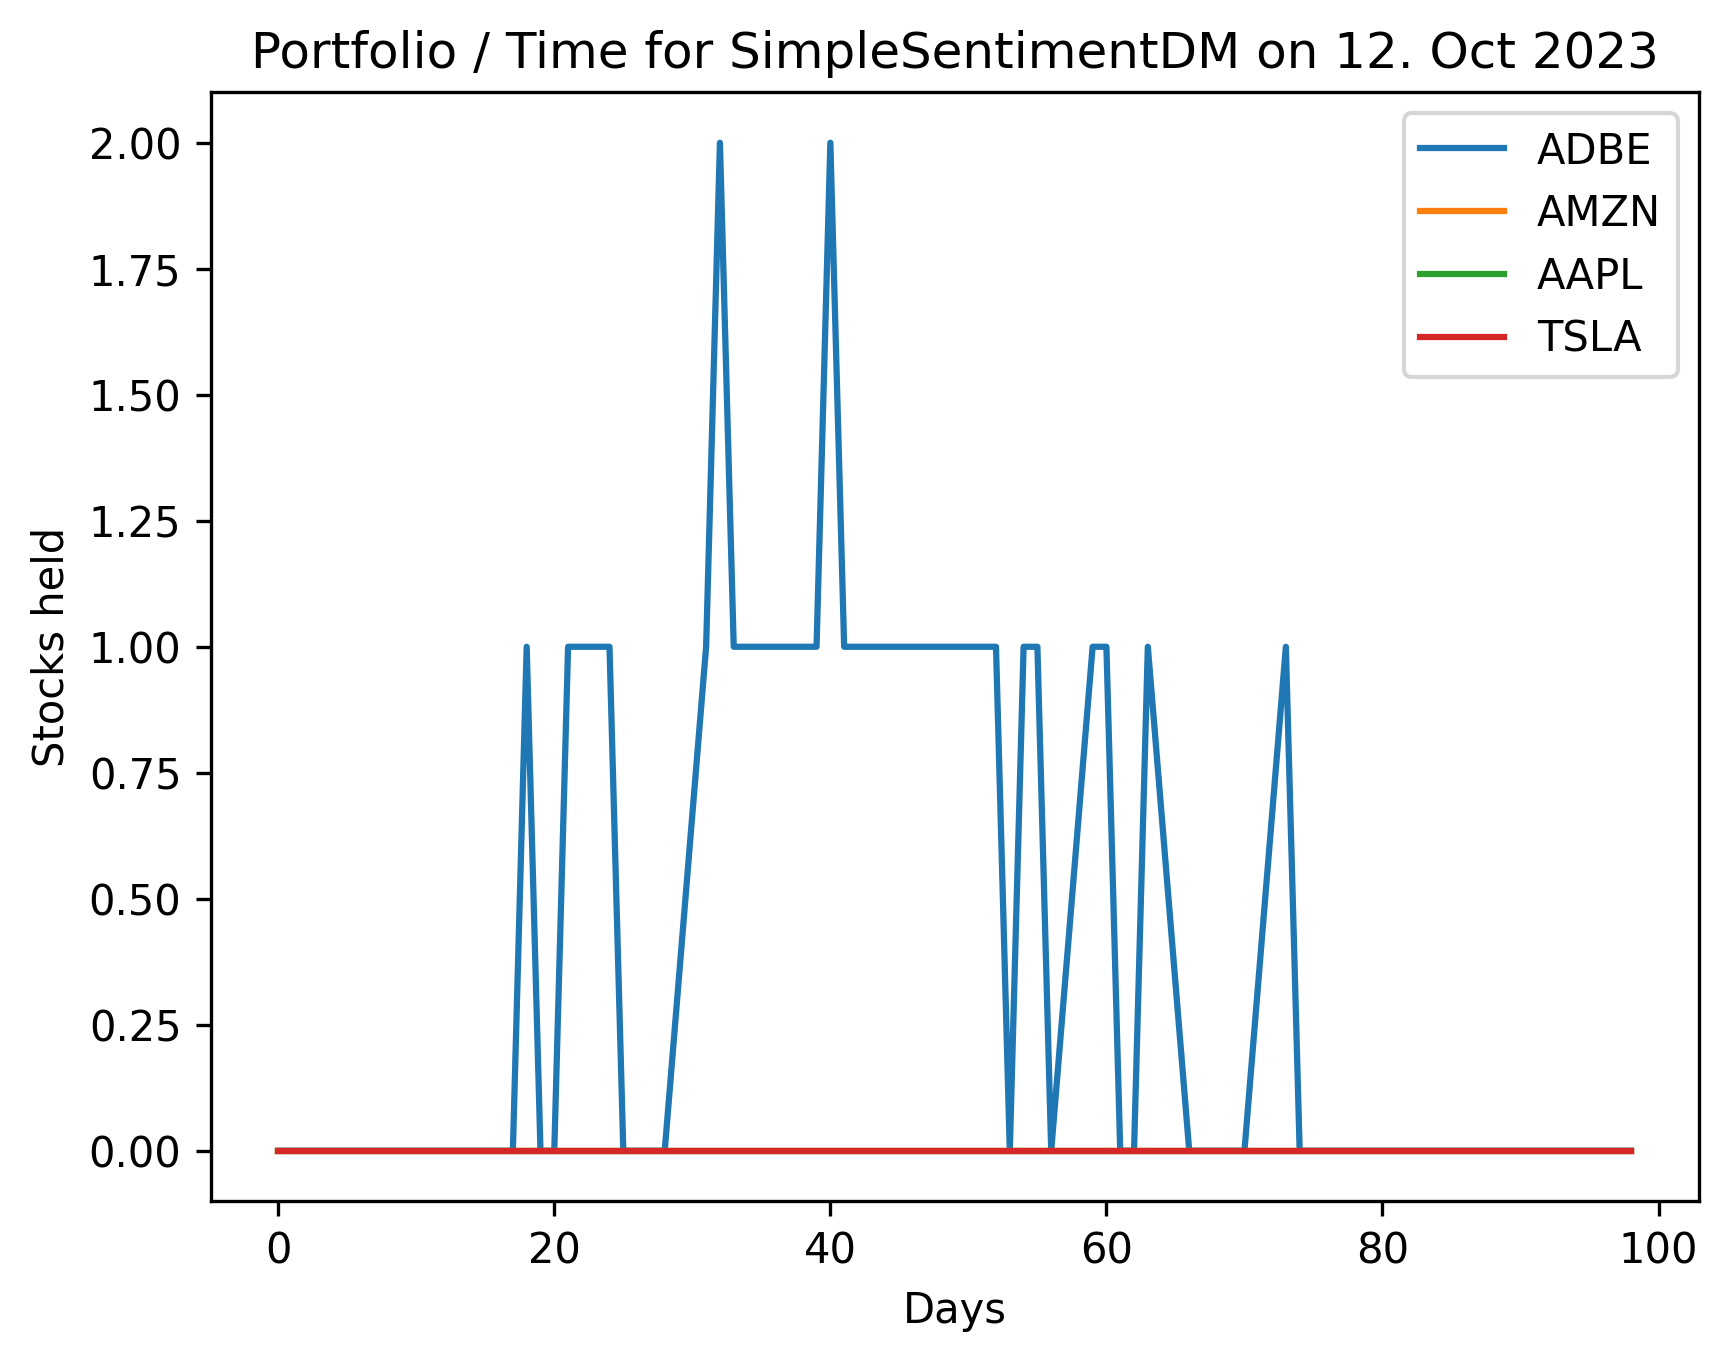 Portfolio / Time for SimpleSentimentDM on 12. Oct 2023
ADBE
AMZN
AAPL
TSLA
Stocks held
2.00
1.75
1.50
1.25
1.00
0.75
0.50
0.25
0.00
0 20 40 60 80 100
Days